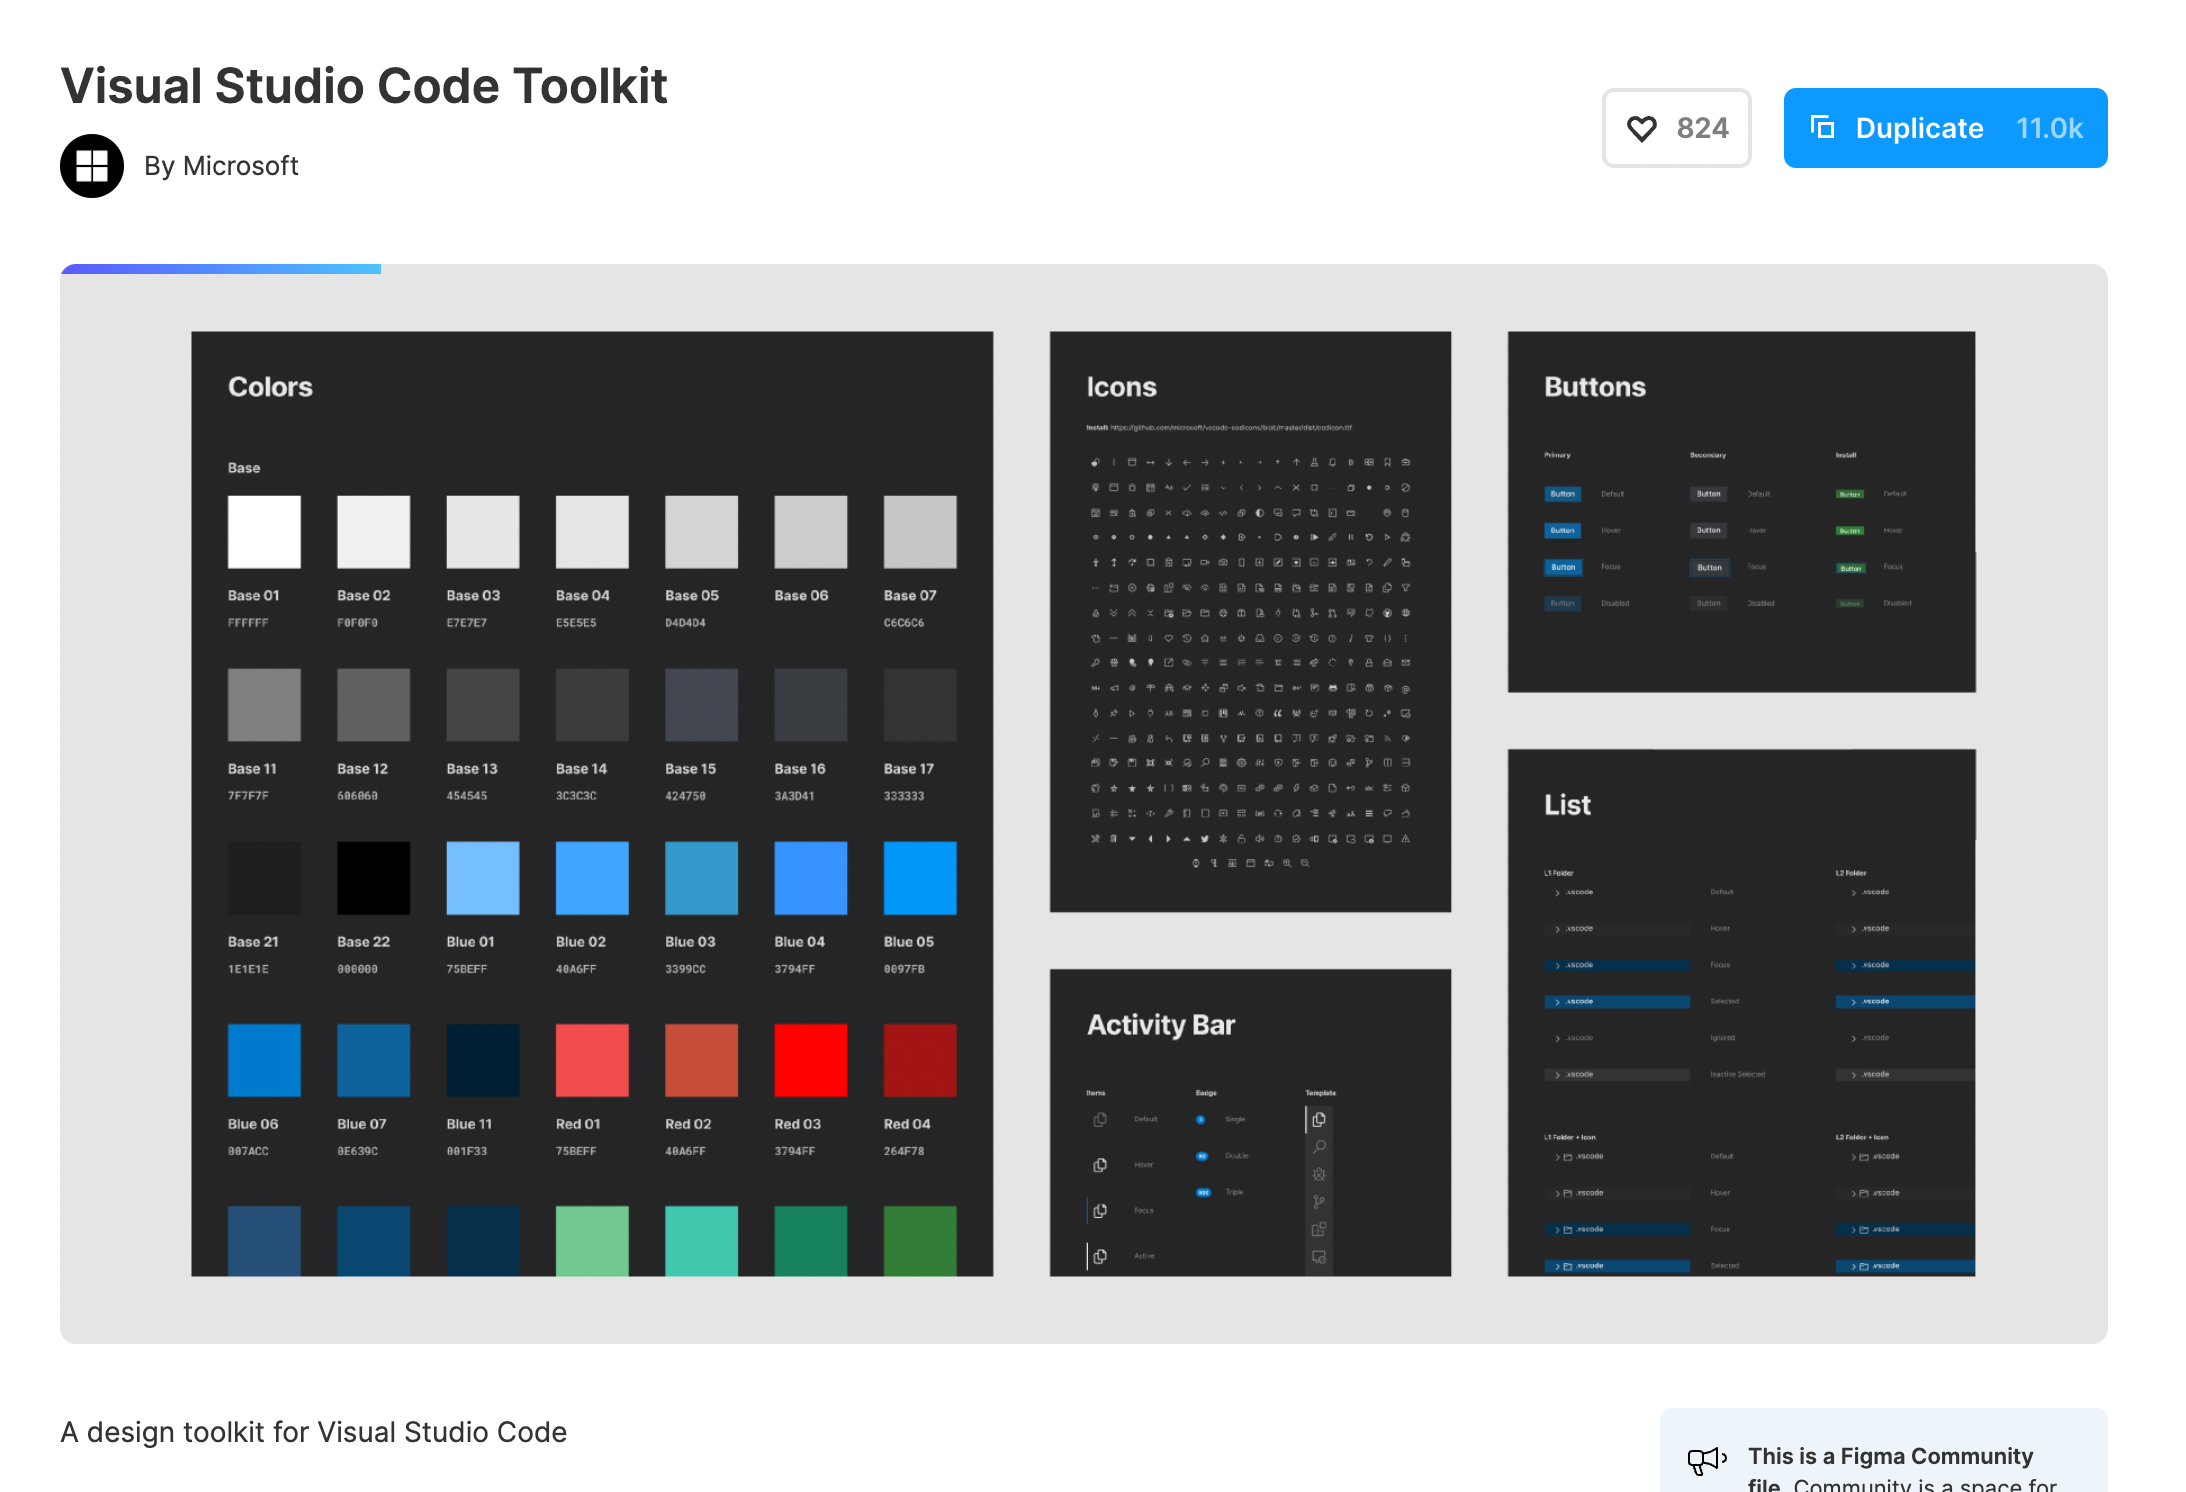 Visual Studio Code Toolkit
By Microsoft
824
Duplicate 11.0k
Colors
Base
Base 01 Base 02 Base 03 Base 04 Base 05 Base 06 Base 07
FFFFFF F0F0F0 E7E7E7 E5E5E5 D4D4D4 C6C6C6
Base 11 Base 12 Base 13 Base 14 Base 15 Base 16 Base 17
7F7F7F 606060 454545 3C3C3C 424750 3A3D41 333333
Base 21 Base 22 Blue 01 Blue 02 Blue 03 Blue 04 Blue 05
1E1E1E 000000 75BEFF 40A6FF 3399CC 3794FF 0097FB
Blue 06 Blue 07 Blue 11 Red 01 Red 02 Red 03 Red 04
007ACC 0E639C 001F33 75BEFF 40A6FF 3794FF 264F78
Icons
Install: https://github.com/microsoft/vscode-codicons/blob/master/dist/codicon.ttf
Activity Bar
Items Badge Template
Default Single
Hover Double
Focus Triple
Active
Buttons
Primary Secondary Install
Button Default Button Default Button Default
Button Hover Button Hover Button Hover
Button Focus Button Focus Button Focus
Button Disabled Button Disabled Button Disabled
List
L1 Folder L2 Folder
.vscode Default .vscode
.vscode Hover .vscode
.vscode Focus .vscode
.vscode Selected .vscode
.vscode Ignored .vscode
.vscode Inactive Selected .vscode
L1 Folder + Icon L2 Folder + Icon
.vscode Default .vscode
.vscode Hover .vscode
.vscode Focus .vscode
.vscode Selected .vscode
A design toolkit for Visual Studio Code
This is a Figma Community
file. Community is a space for